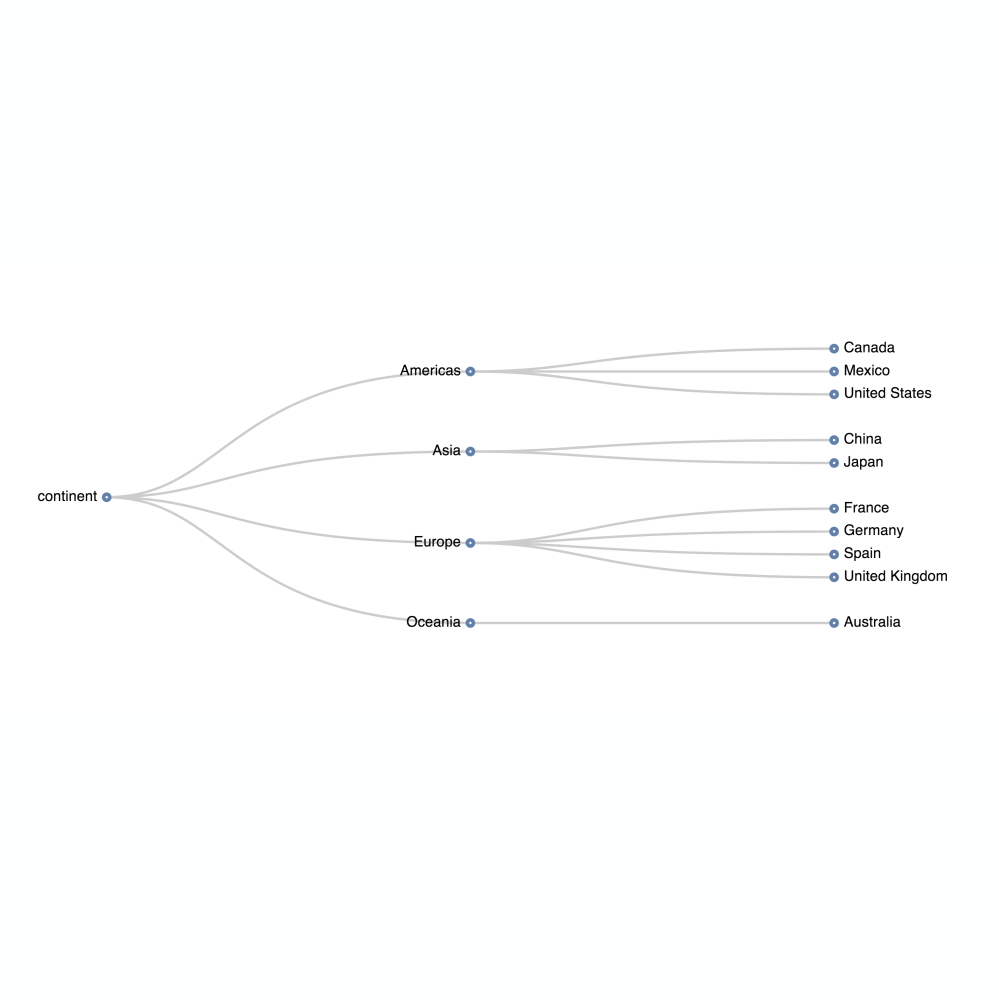 continent
Americas
Canada
Mexico
United States
Asia
China
Japan
Europe
France
Germany
Spain
United Kingdom
Oceania
Australia